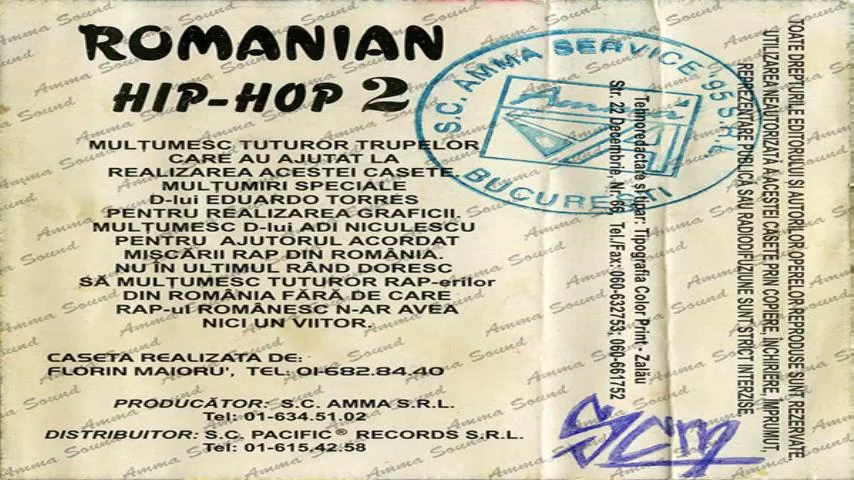 ROMANIAN
HIP-HOP 2
MULȚUMESC TUTUROR TRUPELOR
CARE AU AJUTAT LA
REALIZAREA ACESTEI CASETE.
MULȚUMIRI SPECIALE
D-lui EDUARDO TORRES
PENTRU REALIZAREA GRAFICII.
MULȚUMESC D-lui ADI NICULESCU
PENTRU AJUTORUL ACORDAT
MIȘCĂRII RAP DIN ROMÂNIA.
NU ÎN ULTIMUL RÂND DORESC
SĂ MULȚUMESC TUTUROR RAP-erilor
DIN ROMÂNIA FĂRĂ DE CARE
RAP-ul ROMÂNESC N-AR AVEA
NICI UN VIITOR.
CASETA REALIZATA DE:
FLORIN MAIORU', TEL: 01-682.84.40
PRODUCĂTOR: S.C. AMMA S.R.L.
Tel: 01-634.51.02
DISTRIBUITOR: S.C. PACIFIC® RECORDS S.R.L.
Tel: 01-615.42.58
S.C. AMMA SERVICE '95 S.R.L.
Amma
BUCUREȘTI
Tehnoredactare și tipar: Tipografia Color Print - Zalău
Str. 22 Decembrie, Nr. 66, Tel./Fax: 060-632753; 060-661752
TOATE DREPTURILE EDITORULUI ȘI AUTORILOR OPERELOR REPRODUSE SUNT REZERVATE.
UTILIZAREA NEAUTORIZATĂ A ACESTEI CASETE PRIN COPIERE, ÎNCHIRIERE, ÎMPRUMUT,
REPREZENTARE PUBLICĂ SAU RADIODIFUZIUNE SUNT STRICT INTERZISE.
Amma Sound